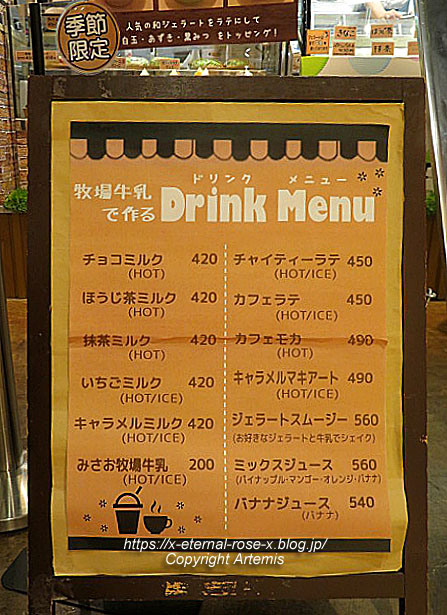 季節
限定
人気の和ジェラートをラテにして
白玉・あずき・黒みつ をトッピング!
きなこ
抹茶
ドリンク メニュー
牧場牛乳
で作る Drink Menu
チョコミルク 420
(HOT)
ほうじ茶ミルク 420
(HOT)
抹茶ミルク 420
(HOT)
いちごミルク 420
(HOT/ICE)
キャラメルミルク 420
(HOT/ICE)
みさお牧場牛乳 200
(HOT/ICE)
チャイティーラテ 450
(HOT/ICE)
カフェラテ 450
(HOT/ICE)
カフェモカ 490
(HOT)
キャラメルマキアート 490
(HOT/ICE)
ジェラートスムージー 560
(お好きなジェラートと牛乳でシェイク)
ミックスジュース 560
(パイナップル・マンゴー・オレンジ・バナナ)
バナナジュース 540
(バナナ)
https://x-eternal-rose-x.blog.jp/
Copyright Artemis